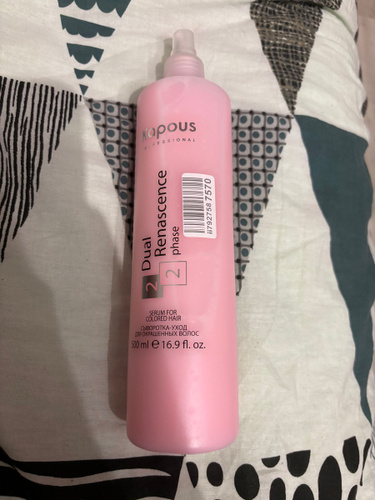 kapous
PROFESSIONAL
Dual
Renascence
2 2 phase
SERUM FOR
COLORED HAIR
СЫВОРОТКА-УХОД
ДЛЯ ОКРАШЕННЫХ ВОЛОС
500 ml e 16.9 fl. oz.